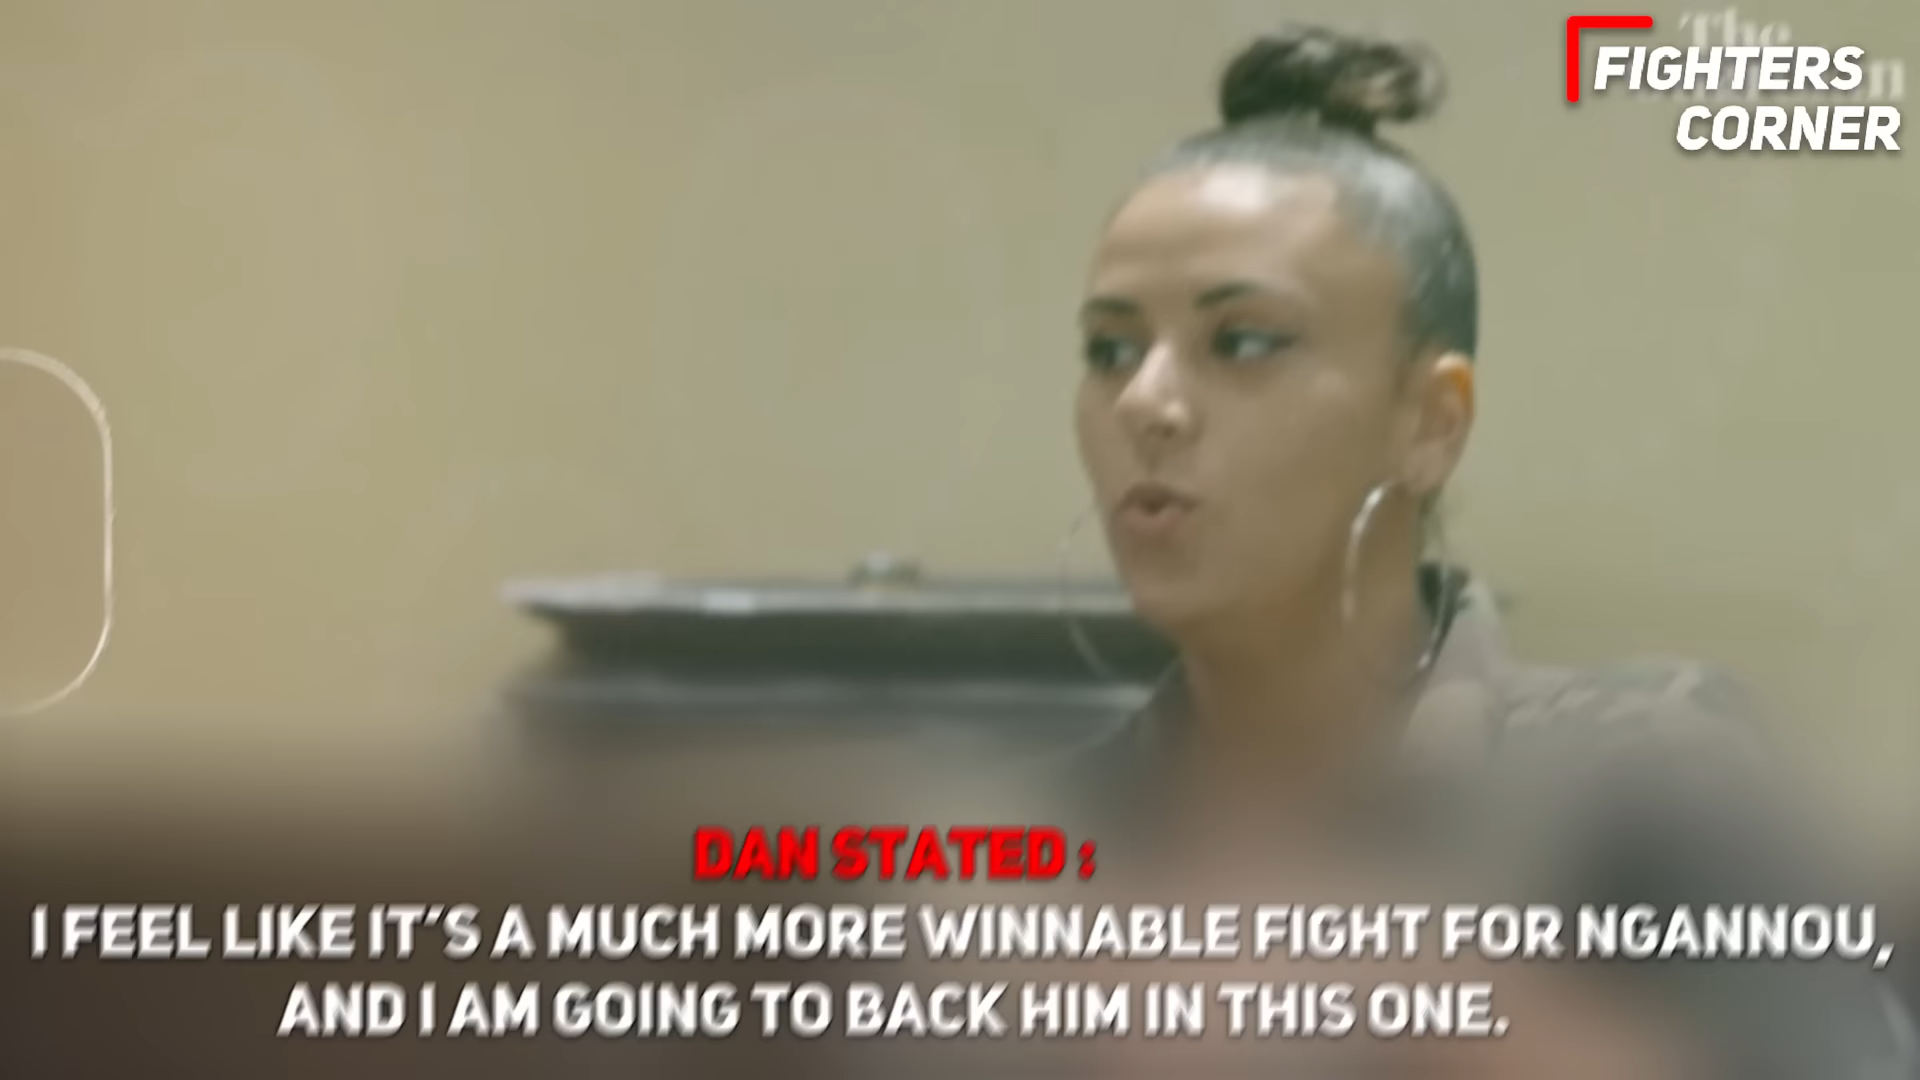 The
FIGHTERS
CORNER
DAN STATED :
I FEEL LIKE IT'S A MUCH MORE WINNABLE FIGHT FOR NGANNOU,
AND I AM GOING TO BACK HIM IN THIS ONE.